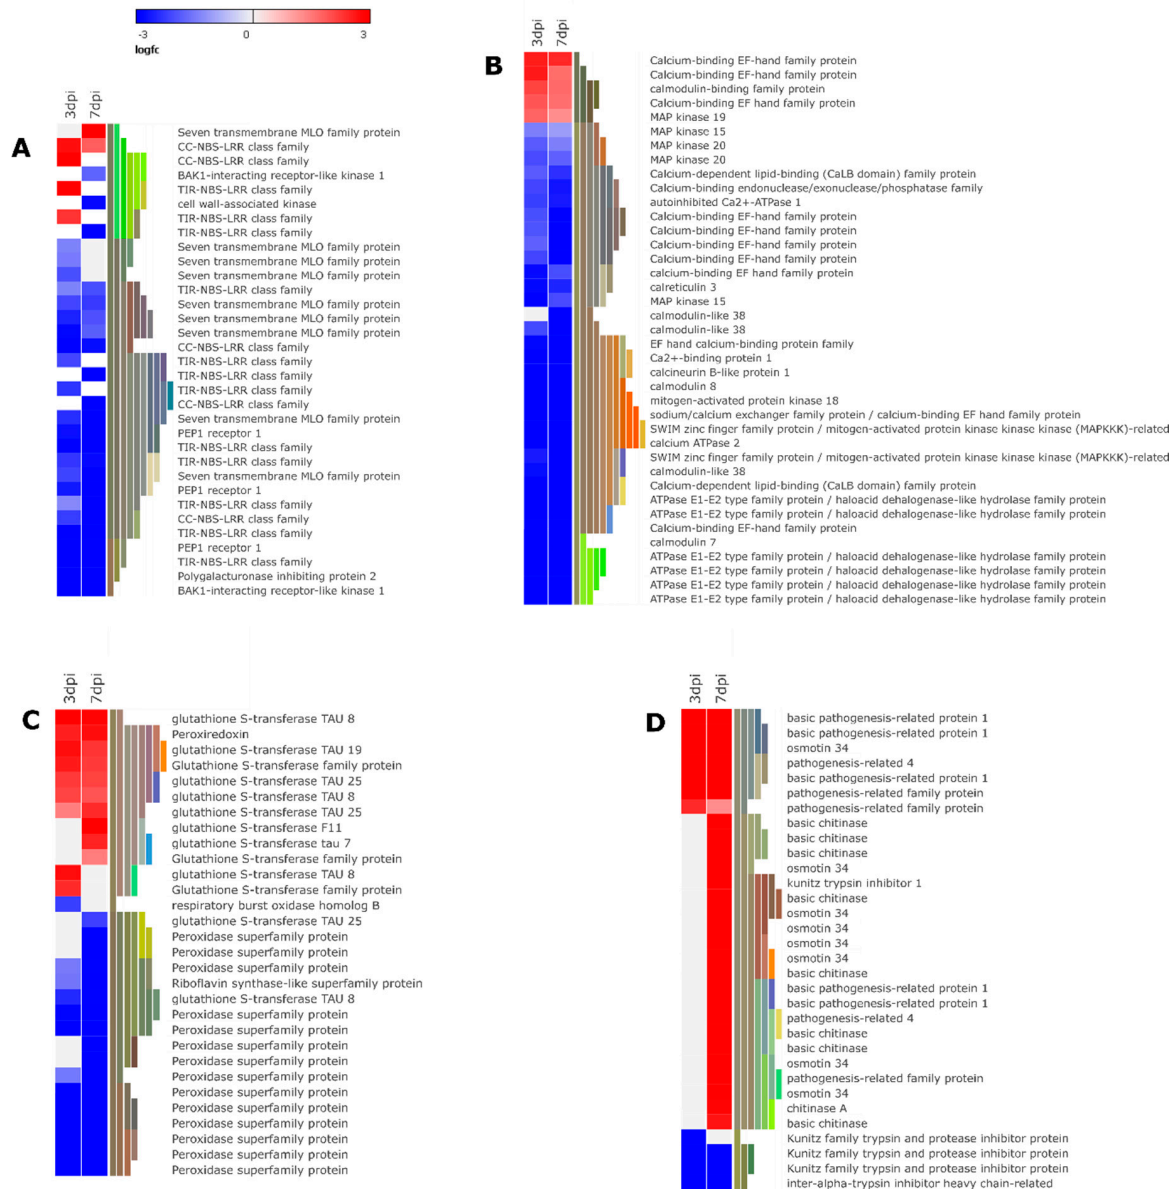 -3
0
3
logfc
A
3dpi
7dpi
Seven transmembrane MLO family protein
CC-NBS-LRR class family
CC-NBS-LRR class family
BAK1-interacting receptor-like kinase 1
TIR-NBS-LRR class family
cell wall-associated kinase
TIR-NBS-LRR class family
TIR-NBS-LRR class family
Seven transmembrane MLO family protein
Seven transmembrane MLO family protein
Seven transmembrane MLO family protein
TIR-NBS-LRR class family
Seven transmembrane MLO family protein
Seven transmembrane MLO family protein
Seven transmembrane MLO family protein
CC-NBS-LRR class family
TIR-NBS-LRR class family
TIR-NBS-LRR class family
TIR-NBS-LRR class family
CC-NBS-LRR class family
Seven transmembrane MLO family protein
PEP1 receptor 1
TIR-NBS-LRR class family
TIR-NBS-LRR class family
Seven transmembrane MLO family protein
PEP1 receptor 1
TIR-NBS-LRR class family
CC-NBS-LRR class family
TIR-NBS-LRR class family
PEP1 receptor 1
TIR-NBS-LRR class family
Polygalacturonase inhibiting protein 2
BAK1-interacting receptor-like kinase 1
B
3dpi
7dpi
Calcium-binding EF-hand family protein
Calcium-binding EF-hand family protein
calmodulin-binding family protein
Calcium-binding EF hand family protein
MAP kinase 19
MAP kinase 15
MAP kinase 20
MAP kinase 20
Calcium-dependent lipid-binding (CaLB domain) family protein
Calcium-binding endonuclease/exonuclease/phosphatase family
autoinhibited Ca2+-ATPase 1
Calcium-binding EF-hand family protein
Calcium-binding EF-hand family protein
Calcium-binding EF-hand family protein
Calcium-binding EF-hand family protein
calcium-binding EF hand family protein
calreticulin 3
MAP kinase 15
calmodulin-like 38
calmodulin-like 38
EF hand calcium-binding protein family
Ca2+-binding protein 1
calcineurin B-like protein 1
calmodulin 8
mitogen-activated protein kinase 18
sodium/calcium exchanger family protein / calcium-binding EF hand family protein
SWIM zinc finger family protein / mitogen-activated protein kinase kinase kinase (MAPKKK)-related
calcium ATPase 2
SWIM zinc finger family protein / mitogen-activated protein kinase kinase kinase (MAPKKK)-related
calmodulin-like 38
Calcium-dependent lipid-binding (CaLB domain) family protein
ATPase E1-E2 type family protein / haloacid dehalogenase-like hydrolase family protein
ATPase E1-E2 type family protein / haloacid dehalogenase-like hydrolase family protein
Calcium-binding EF-hand family protein
calmodulin 7
ATPase E1-E2 type family protein / haloacid dehalogenase-like hydrolase family protein
ATPase E1-E2 type family protein / haloacid dehalogenase-like hydrolase family protein
ATPase E1-E2 type family protein / haloacid dehalogenase-like hydrolase family protein
ATPase E1-E2 type family protein / haloacid dehalogenase-like hydrolase family protein
C
3dpi
7dpi
glutathione S-transferase TAU 8
Peroxiredoxin
glutathione S-transferase TAU 19
Glutathione S-transferase family protein
glutathione S-transferase TAU 25
glutathione S-transferase TAU 8
glutathione S-transferase TAU 25
glutathione S-transferase F11
glutathione S-transferase tau 7
Glutathione S-transferase family protein
glutathione S-transferase TAU 8
Glutathione S-transferase family protein
respiratory burst oxidase homolog B
glutathione S-transferase TAU 25
Peroxidase superfamily protein
Peroxidase superfamily protein
Peroxidase superfamily protein
Riboflavin synthase-like superfamily protein
glutathione S-transferase TAU 8
Peroxidase superfamily protein
Peroxidase superfamily protein
Peroxidase superfamily protein
Peroxidase superfamily protein
Peroxidase superfamily protein
Peroxidase superfamily protein
Peroxidase superfamily protein
Peroxidase superfamily protein
Peroxidase superfamily protein
Peroxidase superfamily protein
Peroxidase superfamily protein
D
3dpi
7dpi
basic pathogenesis-related protein 1
basic pathogenesis-related protein 1
osmotin 34
pathogenesis-related 4
basic pathogenesis-related protein 1
pathogenesis-related family protein
pathogenesis-related family protein
basic chitinase
basic chitinase
basic chitinase
osmotin 34
kunitz trypsin inhibitor 1
basic chitinase
osmotin 34
osmotin 34
osmotin 34
osmotin 34
basic chitinase
basic pathogenesis-related protein 1
basic pathogenesis-related protein 1
pathogenesis-related 4
basic chitinase
basic chitinase
osmotin 34
pathogenesis-related family protein
osmotin 34
chitinase A
basic chitinase
Kunitz family trypsin and protease inhibitor protein
Kunitz family trypsin and protease inhibitor protein
Kunitz family trypsin and protease inhibitor protein
inter-alpha-trypsin inhibitor heavy chain-related